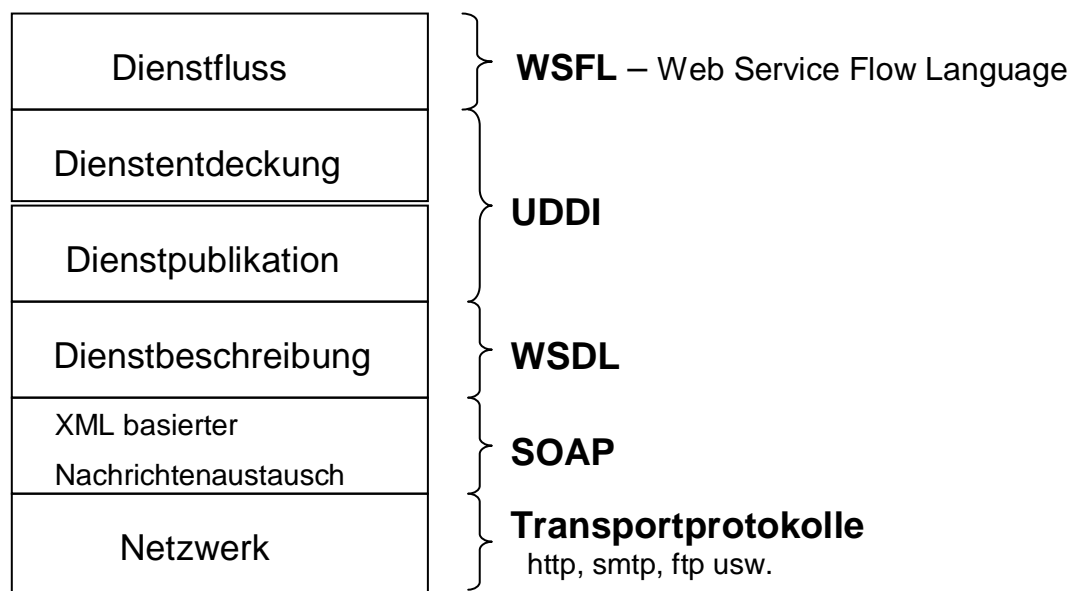 Dienstfluss
WSFL – Web Service Flow Language
Dienstentdeckung
UDDI
Dienstpublikation
Dienstbeschreibung
WSDL
XML basierter
Nachrichtenaustausch
SOAP
Netzwerk
Transportprotokolle
http, smtp, ftp usw.